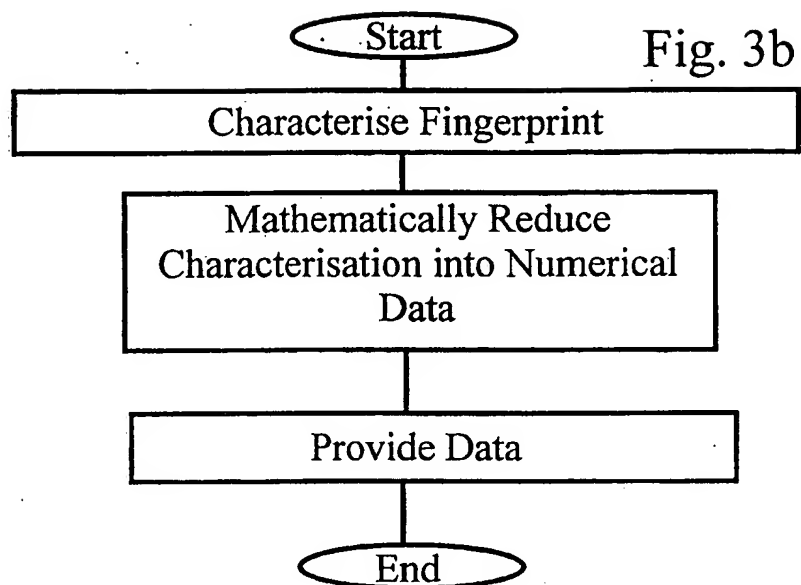 Start
Fig. 3b
Characterise Fingerprint
Mathematically Reduce
Characterisation into Numerical
Data
Provide Data
End